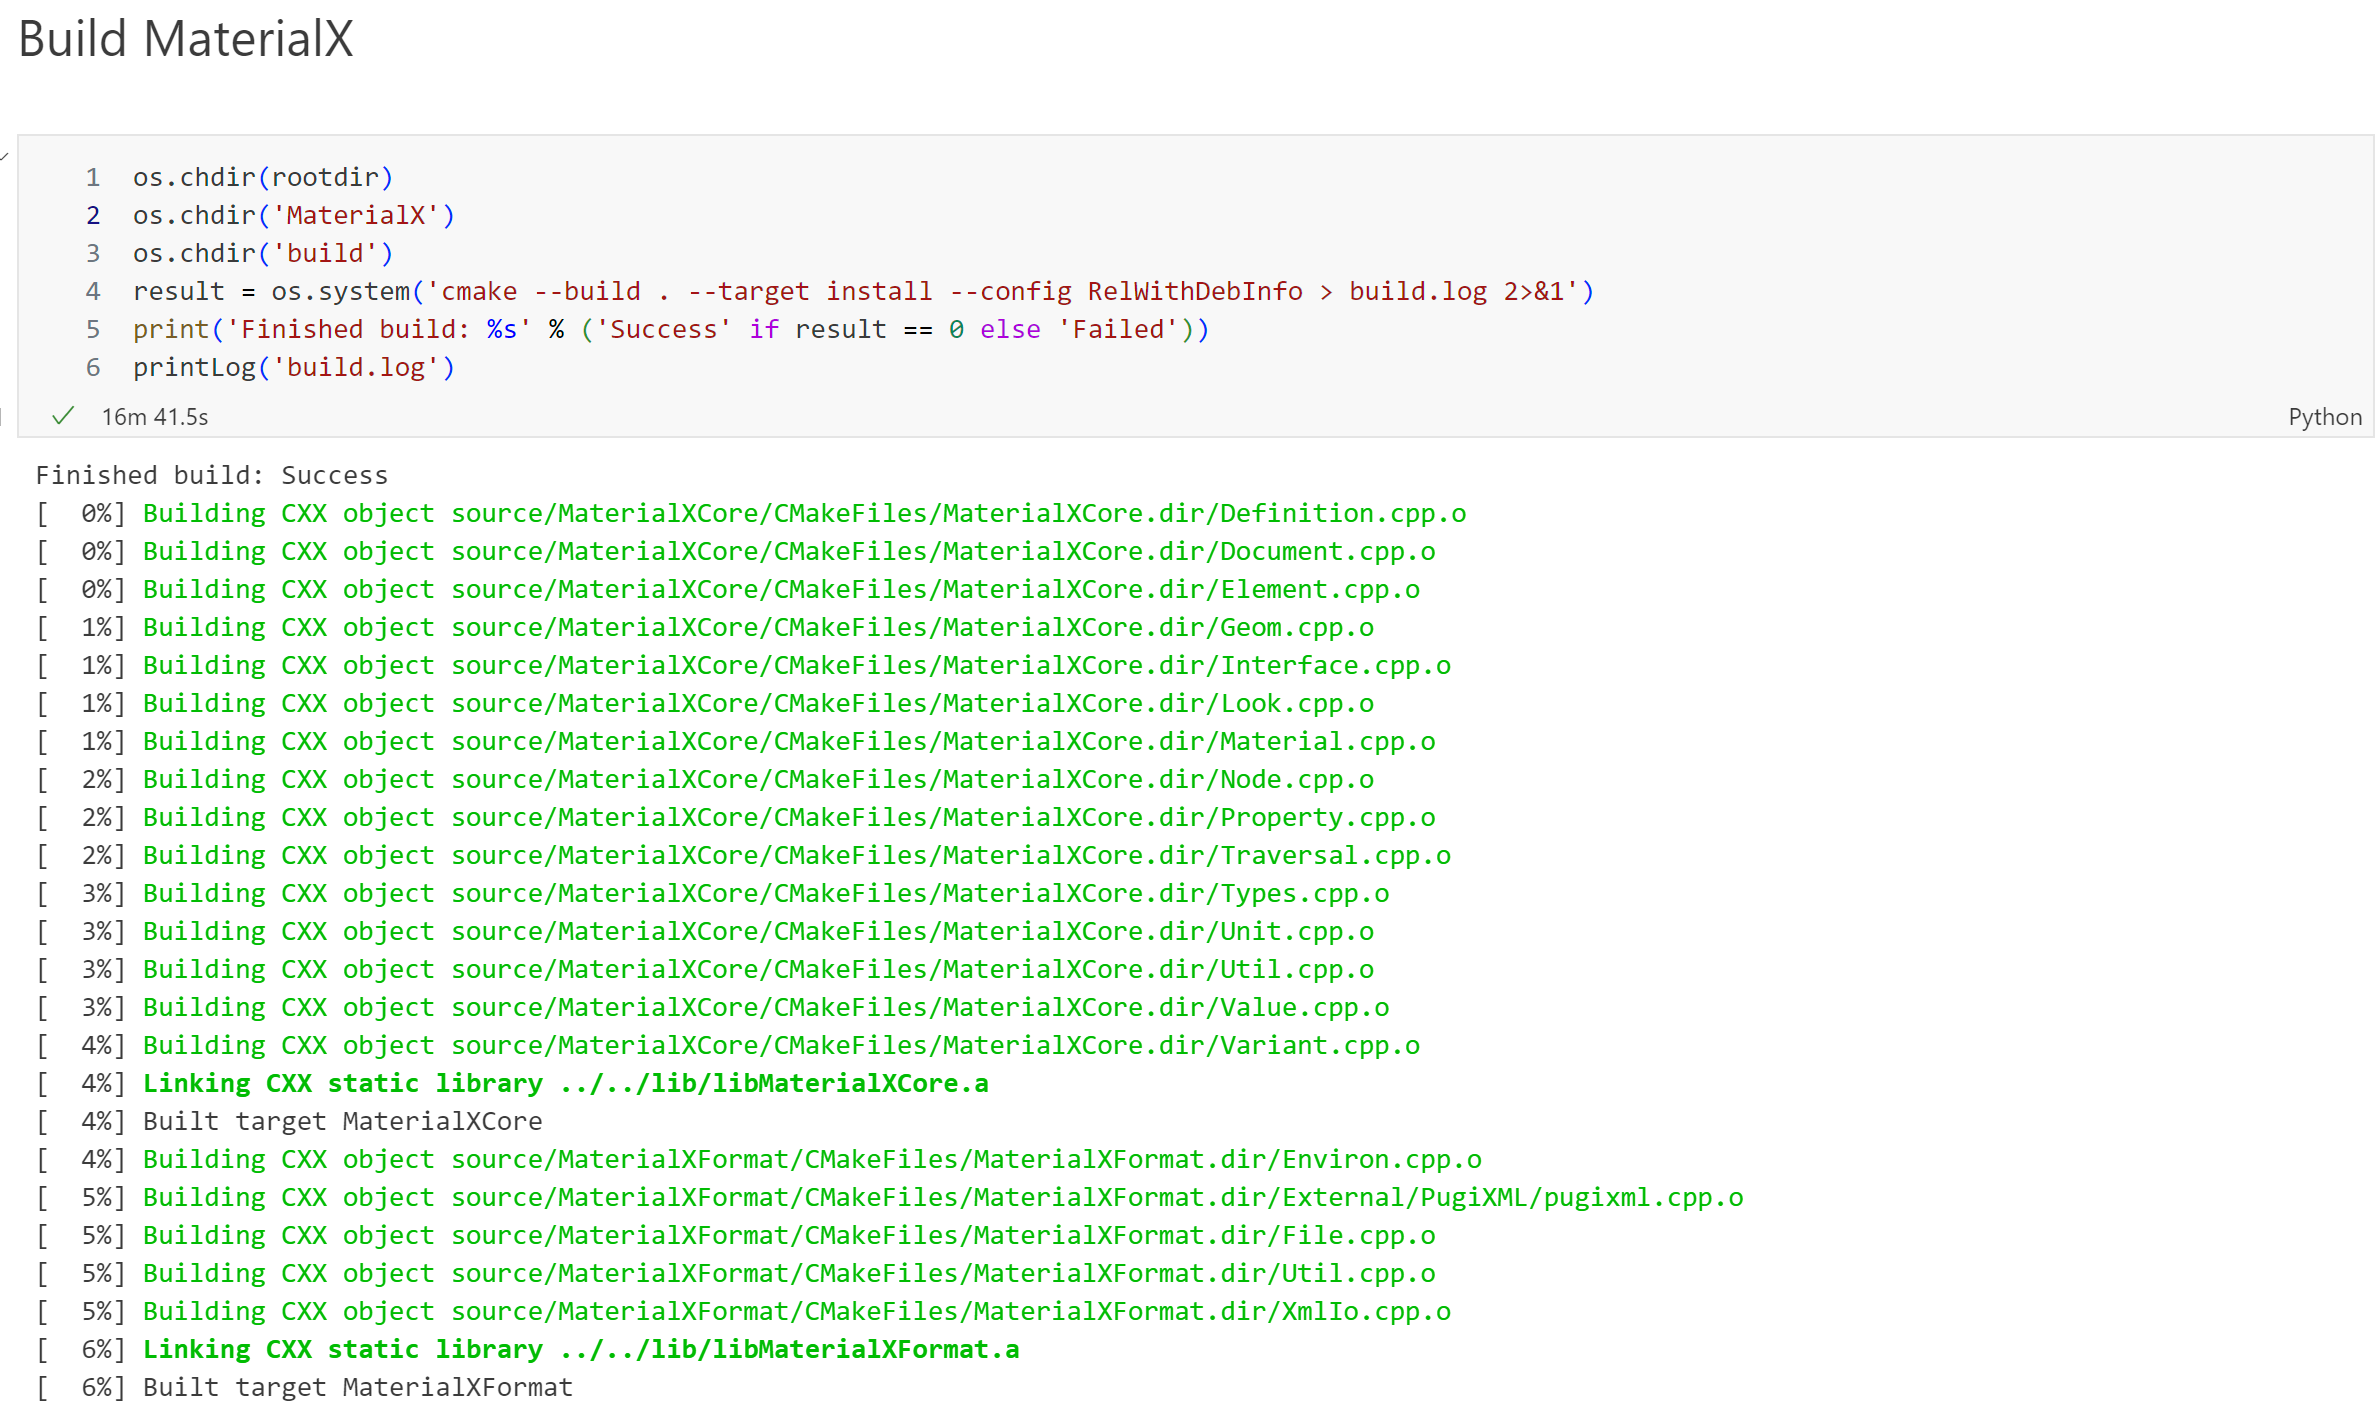 Build MaterialX
1 os.chdir(rootdir)
2 os.chdir('MaterialX')
3 os.chdir('build')
4 result = os.system('cmake --build . --target install --config RelWithDebInfo > build.log 2>&1')
5 print('Finished build: %s' % ('Success' if result == 0 else 'Failed'))
6 printLog('build.log')
16m 41.5s
Python
Finished build: Success
[  0%] Building CXX object source/MaterialXCore/CMakeFiles/MaterialXCore.dir/Definition.cpp.o
[  0%] Building CXX object source/MaterialXCore/CMakeFiles/MaterialXCore.dir/Document.cpp.o
[  0%] Building CXX object source/MaterialXCore/CMakeFiles/MaterialXCore.dir/Element.cpp.o
[  1%] Building CXX object source/MaterialXCore/CMakeFiles/MaterialXCore.dir/Geom.cpp.o
[  1%] Building CXX object source/MaterialXCore/CMakeFiles/MaterialXCore.dir/Interface.cpp.o
[  1%] Building CXX object source/MaterialXCore/CMakeFiles/MaterialXCore.dir/Look.cpp.o
[  1%] Building CXX object source/MaterialXCore/CMakeFiles/MaterialXCore.dir/Material.cpp.o
[  2%] Building CXX object source/MaterialXCore/CMakeFiles/MaterialXCore.dir/Node.cpp.o
[  2%] Building CXX object source/MaterialXCore/CMakeFiles/MaterialXCore.dir/Property.cpp.o
[  2%] Building CXX object source/MaterialXCore/CMakeFiles/MaterialXCore.dir/Traversal.cpp.o
[  3%] Building CXX object source/MaterialXCore/CMakeFiles/MaterialXCore.dir/Types.cpp.o
[  3%] Building CXX object source/MaterialXCore/CMakeFiles/MaterialXCore.dir/Unit.cpp.o
[  3%] Building CXX object source/MaterialXCore/CMakeFiles/MaterialXCore.dir/Util.cpp.o
[  3%] Building CXX object source/MaterialXCore/CMakeFiles/MaterialXCore.dir/Value.cpp.o
[  4%] Building CXX object source/MaterialXCore/CMakeFiles/MaterialXCore.dir/Variant.cpp.o
[  4%] Linking CXX static library ../../lib/libMaterialXCore.a
[  4%] Built target MaterialXCore
[  4%] Building CXX object source/MaterialXFormat/CMakeFiles/MaterialXFormat.dir/Environ.cpp.o
[  5%] Building CXX object source/MaterialXFormat/CMakeFiles/MaterialXFormat.dir/External/PugiXML/pugixml.cpp.o
[  5%] Building CXX object source/MaterialXFormat/CMakeFiles/MaterialXFormat.dir/File.cpp.o
[  5%] Building CXX object source/MaterialXFormat/CMakeFiles/MaterialXFormat.dir/Util.cpp.o
[  5%] Building CXX object source/MaterialXFormat/CMakeFiles/MaterialXFormat.dir/XmlIo.cpp.o
[  6%] Linking CXX static library ../../lib/libMaterialXFormat.a
[  6%] Built target MaterialXFormat